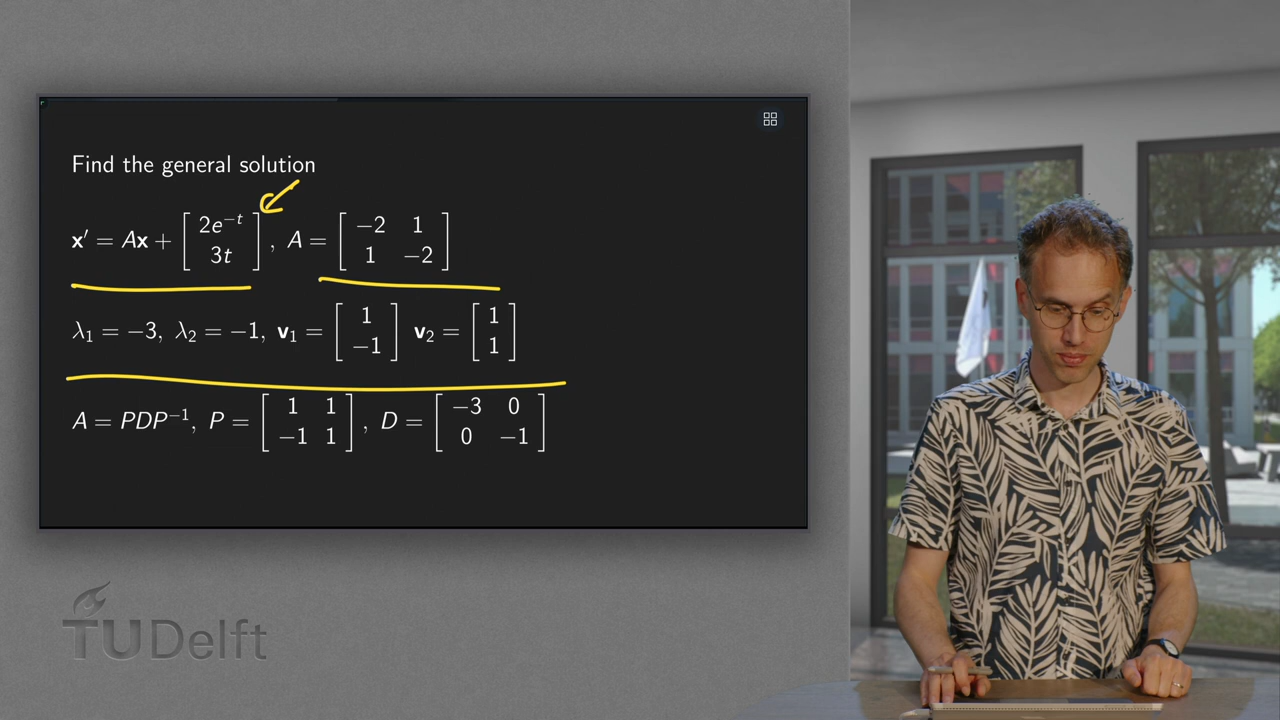 Find the general solution
x′ = Ax + [ 2e^{−t} ; 3t ], A = [ −2 1 ; 1 −2 ]
λ₁ = −3, λ₂ = −1, v₁ = [ 1 ; −1 ] v₂ = [ 1 ; 1 ]
A = PDP⁻¹, P = [ 1 1 ; −1 1 ], D = [ −3 0 ; 0 −1 ]
TUDelft